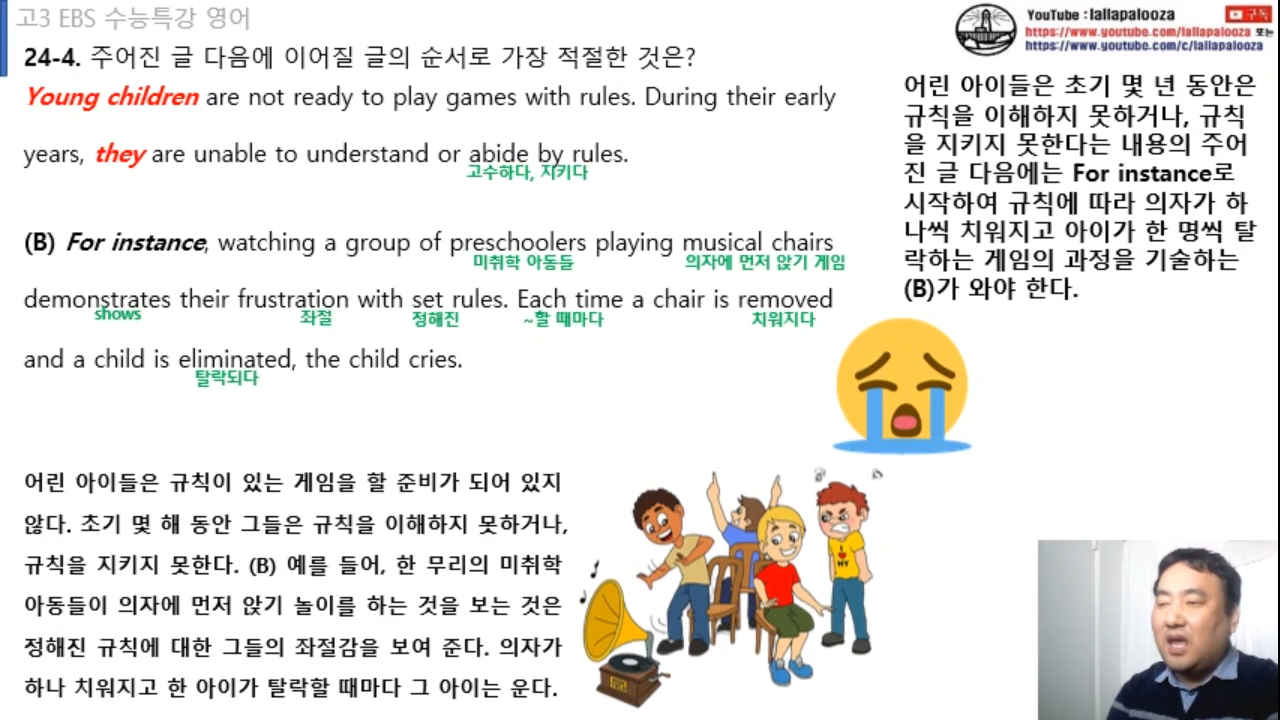 고3 EBS 수능특강 영어
YouTube : lallapalooza
구독
https://www.youtube.com/lallapalooza 또는
https://www.youtube.com/c/lallapalooza
24-4. 주어진 글 다음에 이어질 글의 순서로 가장 적절한 것은?
Young children are not ready to play games with rules. During their early
years, they are unable to understand or abide by rules.
고수하다, 지키다
(B) For instance, watching a group of preschoolers playing musical chairs
미취학 아동들 의자에 먼저 앉기 게임
demonstrates their frustration with set rules. Each time a chair is removed
shows 좌절 정해진 ~할 때마다 치워지다
and a child is eliminated, the child cries.
탈락되다
어린 아이들은 초기 몇 년 동안은
규칙을 이해하지 못하거나, 규칙
을 지키지 못한다는 내용의 주어
진 글 다음에는 For instance로
시작하여 규칙에 따라 의자가 하
나씩 치워지고 아이가 한 명씩 탈
락하는 게임의 과정을 기술하는
(B)가 와야 한다.
어린 아이들은 규칙이 있는 게임을 할 준비가 되어 있지
않다. 초기 몇 해 동안 그들은 규칙을 이해하지 못하거나,
규칙을 지키지 못한다. (B) 예를 들어, 한 무리의 미취학
아동들이 의자에 먼저 앉기 놀이를 하는 것을 보는 것은
정해진 규칙에 대한 그들의 좌절감을 보여 준다. 의자가
하나 치워지고 한 아이가 탈락할 때마다 그 아이는 운다.